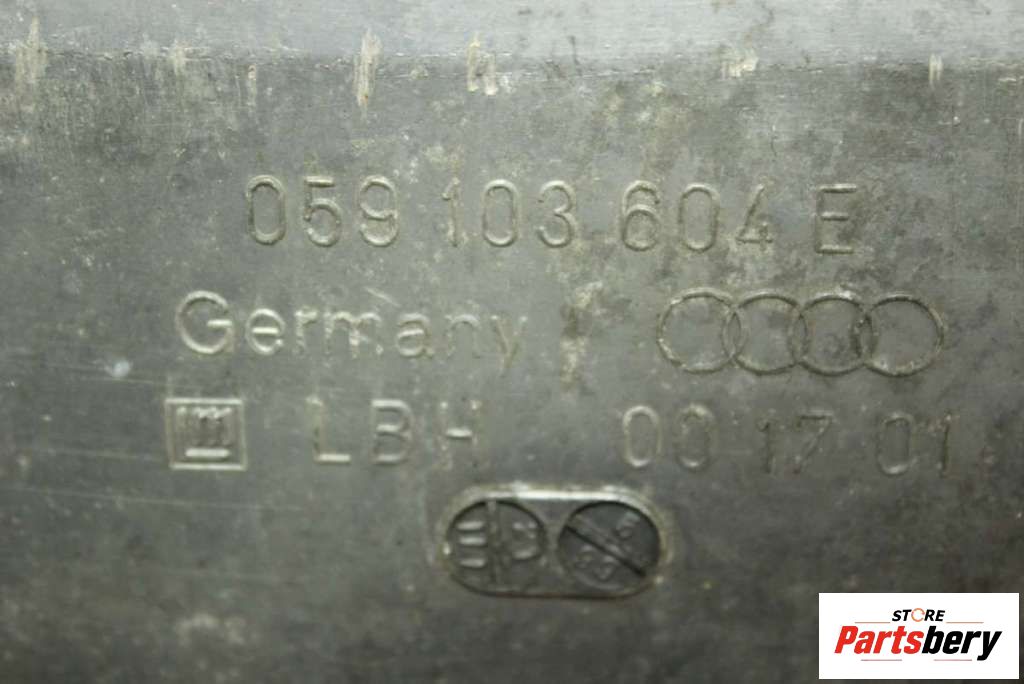 059 103 604 E
Germany
LBH 00 17 01
STORE
Partsbery